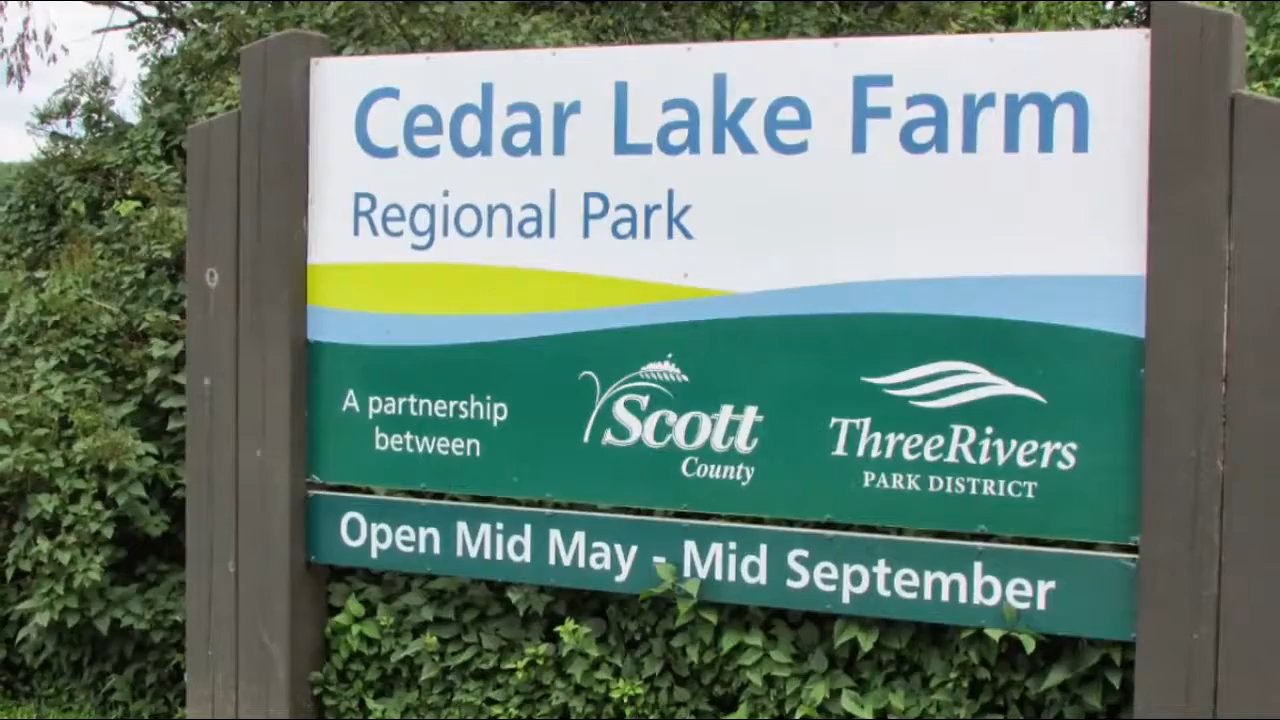 Cedar Lake Farm
Regional Park
A partnership
between
Scott
County
ThreeRivers
PARK DISTRICT
Open Mid May - Mid September